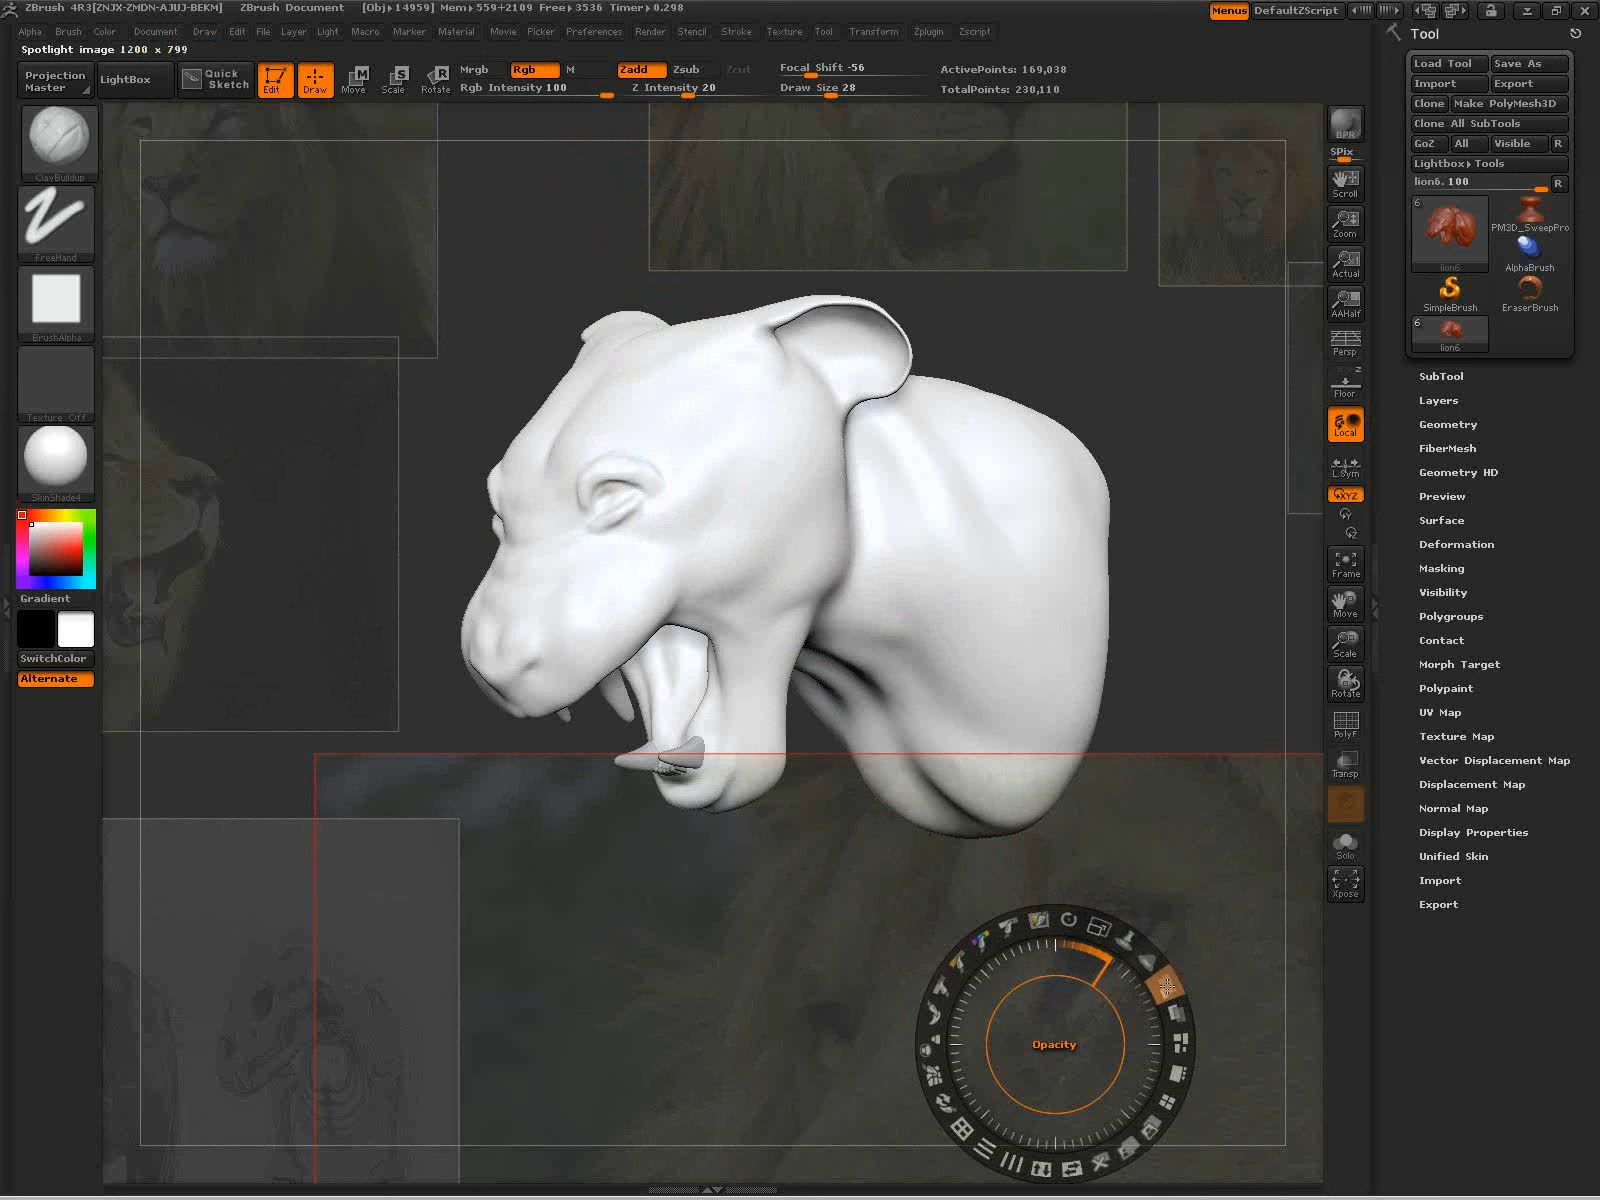 ZBrush 4R3[ZNJX-ZMDN-AJUJ-BEKM] ZBrush Document [Obj▸14959] Mem▸559+2109 Free▸3536 Timer▸0.298 Menus DefaultZScript
Alpha Brush Color Document Draw Edit File Layer Light Macro Marker Material Movie Picker Preferences Render Stencil Stroke Texture Tool Transform Zplugin Zscript
Spotlight image 1200 x 799
Projection Master
LightBox
Quick Sketch
Edit
Draw
Move
Scale
Rotate
Mrgb Rgb M
Rgb Intensity 100
Zadd Zsub Zcut
Z Intensity 20
Focal Shift -56
Draw Size 28
ActivePoints: 169,038
TotalPoints: 230,110
ClayBuildup
FreeHand
BrushAlpha
Texture Off
SkinShade4
Gradient
SwitchColor
Alternate
Opacity
BPR
SPix
Scroll
Zoom
Actual
AAHalf
Persp
Floor
Local
L.Sym
XYZ
Y
Z
Frame
Move
Scale
Rotate
PolyF
Transp
Solo
Xpose
Tool
Load Tool Save As
Import Export
Clone Make PolyMesh3D
Clone All SubTools
GoZ All Visible R
Lightbox▸Tools
lion6. 100 R
6
lion6
PM3D_SweepPro
AlphaBrush
SimpleBrush
EraserBrush
6
lion6
SubTool
Layers
Geometry
FiberMesh
Geometry HD
Preview
Surface
Deformation
Masking
Visibility
Polygroups
Contact
Morph Target
Polypaint
UV Map
Texture Map
Vector Displacement Map
Displacement Map
Normal Map
Display Properties
Unified Skin
Import
Export